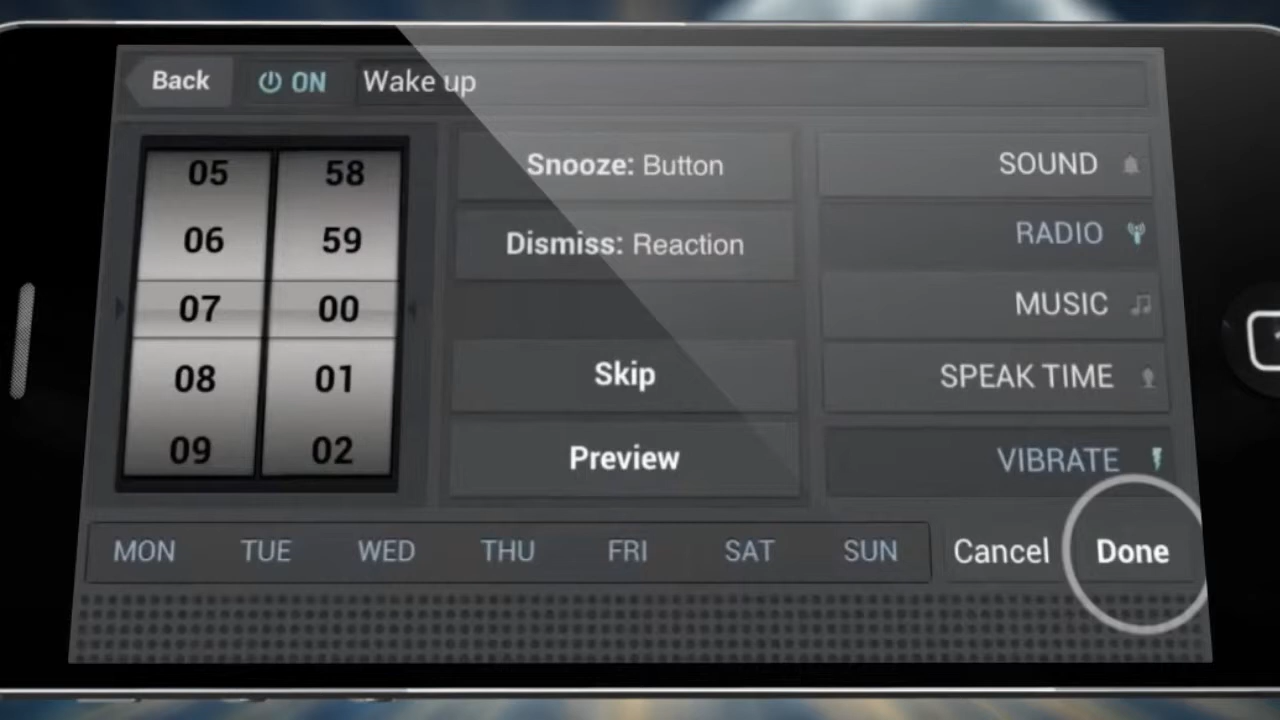 Back
ON
Wake up
05 58
06 59
07 00
08 01
09 02
Snooze: Button
Dismiss: Reaction
Skip
Preview
SOUND
RADIO
MUSIC
SPEAK TIME
VIBRATE
MON TUE WED THU FRI SAT SUN
Cancel
Done